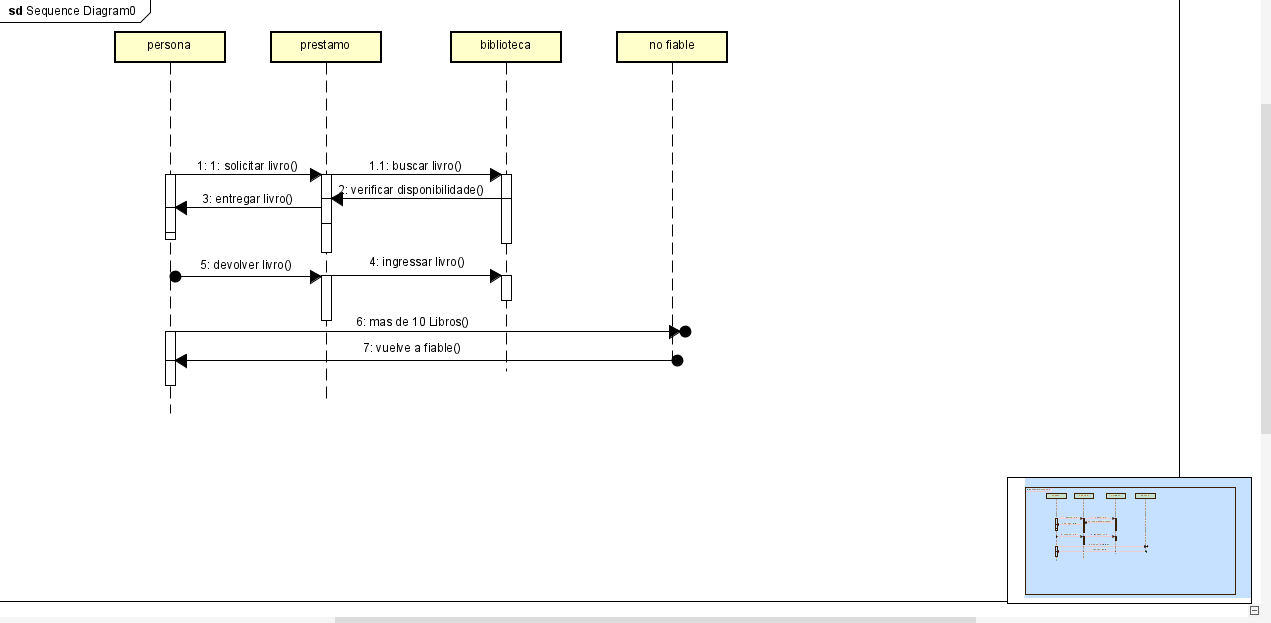 sd Sequence Diagram0
persona
prestamo
biblioteca
no fiable
1: 1: solicitar livro()
1.1: buscar livro()
2: verificar disponibilidade()
3: entregar livro()
4: ingressar livro()
5: devolver livro()
6: mas de 10 Libros()
7: vuelve a fiable()